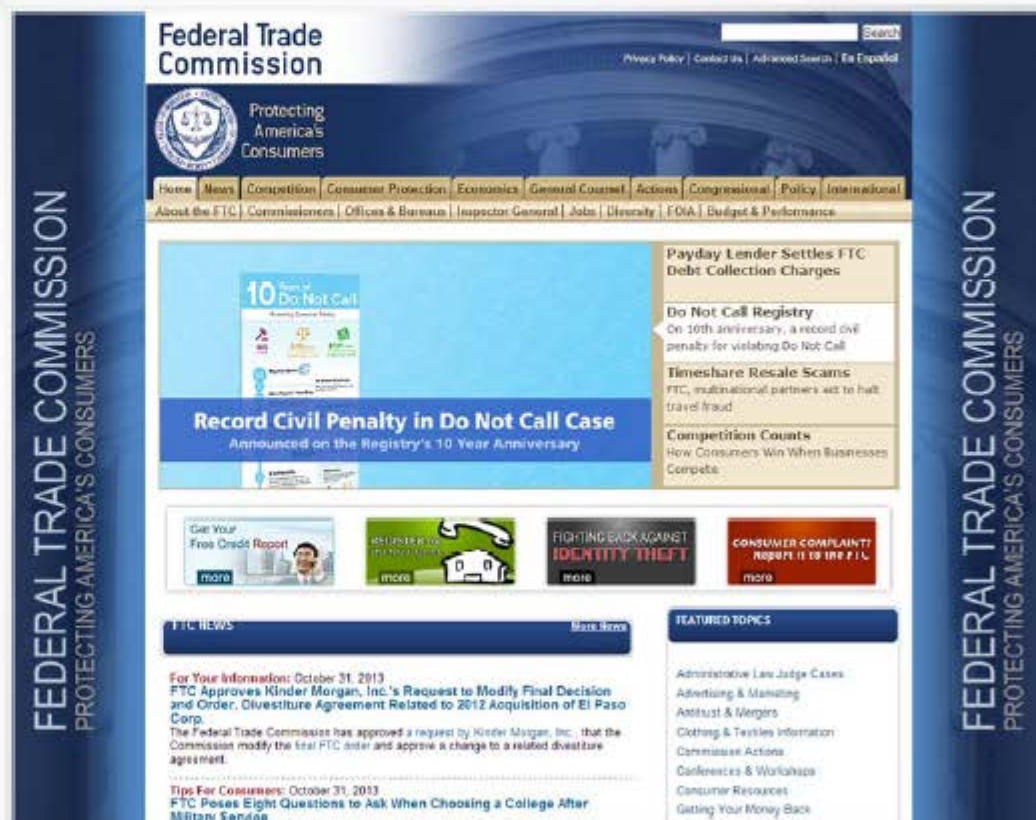 Federal Trade
Commission
Search
Privacy Policy | Contact Us | Advanced Search | En Español
Protecting
America's
Consumers
Home News Competition Consumer Protection Economics General Counsel Actions Congressional Policy International
About the FTC | Commissioners | Offices & Bureaus | Inspector General | Jobs | Diversity | FOIA | Budget & Performance
FEDERAL TRADE COMMISSION
PROTECTING AMERICA'S CONSUMERS
10 Years of
Do Not Call
Record Civil Penalty in Do Not Call Case
Announced on the Registry's 10 Year Anniversary
Payday Lender Settles FTC
Debt Collection Charges
Do Not Call Registry
On 10th anniversary, a record civil
penalty for violating Do Not Call
Timeshare Resale Scams
FTC, multinational partners act to halt
travel fraud
Competition Counts
How Consumers Win When Businesses
Compete
Get Your
Free Credit Report
more
REGISTER
more
FIGHTING BACK AGAINST
IDENTITY THEFT
more
CONSUMER COMPLAINT?
Report it to the FTC
more
FTC NEWS
More News
For Your Information: October 31, 2013
FTC Approves Kinder Morgan, Inc.'s Request to Modify Final Decision
and Order, Divestiture Agreement Related to 2012 Acquisition of El Paso
Corp.
The Federal Trade Commission has approved a request by Kinder Morgan, Inc., that the
Commission modify the final FTC order and approve a change to a related divestiture
agreement.
Tips For Consumers: October 31, 2013
FTC Poses Eight Questions to Ask When Choosing a College After
Military Service
FEATURED TOPICS
Administrative Law Judge Cases
Advertising & Marketing
Antitrust & Mergers
Clothing & Textiles Information
Commission Actions
Conferences & Workshops
Consumer Resources
Getting Your Money Back
FEDERAL TRADE COMMISSION
PROTECTING AMERICA'S CONSUMERS